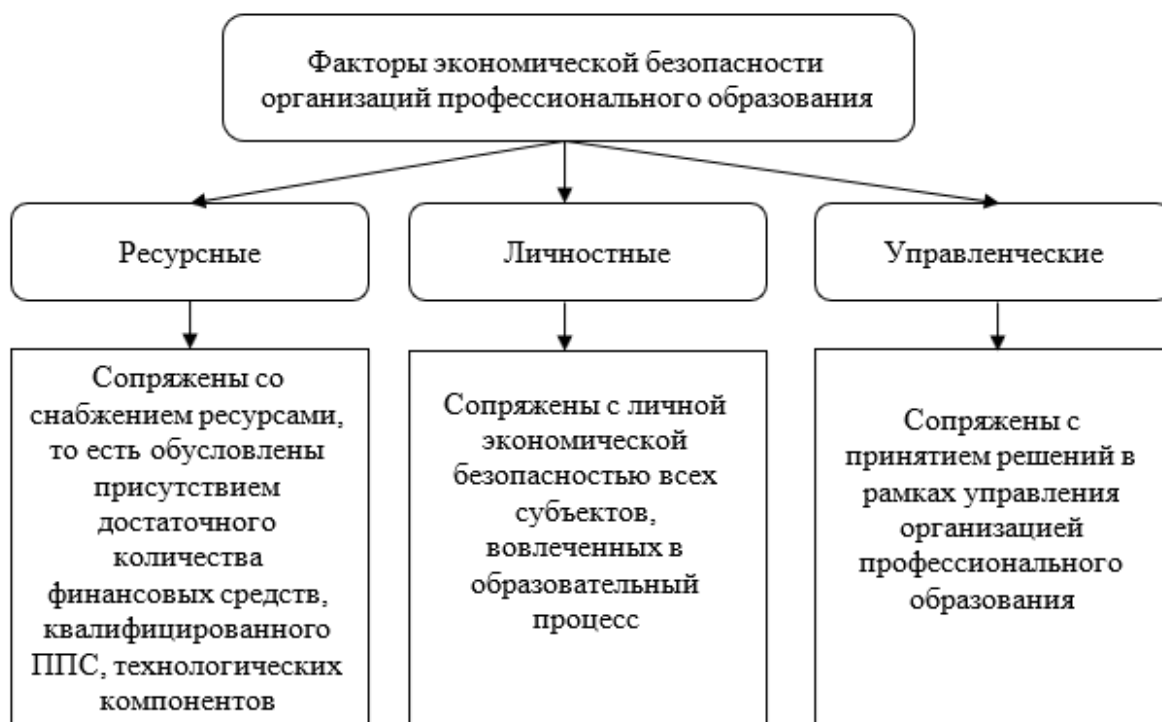 Факторы экономической безопасности
организаций профессионального образования
Ресурсные
Личностные
Управленческие
Сопряжены со
снабжением ресурсами,
то есть обусловлены
присутствием
достаточного
количества
финансовых средств,
квалифицированного
ППС, технологических
компонентов
Сопряжены с личной
экономической
безопасностью всех
субъектов,
вовлеченных в
образовательный
процесс
Сопряжены с
принятием решений в
рамках управления
организацией
профессионального
образования